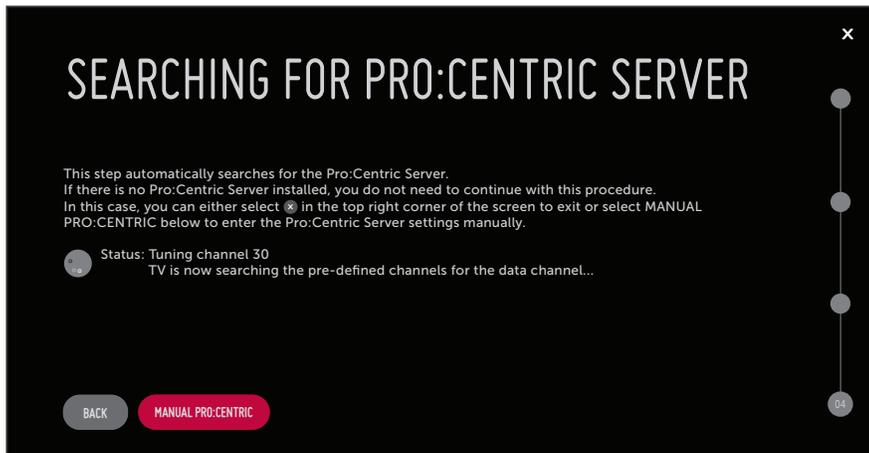 X
SEARCHING FOR PRO:CENTRIC SERVER
This step automatically searches for the Pro:Centric Server.
If there is no Pro:Centric Server installed, you do not need to continue with this procedure.
In this case, you can either select x in the top right corner of the screen to exit or select MANUAL
PRO:CENTRIC below to enter the Pro:Centric Server settings manually.
Status: Tuning channel 30
TV is now searching the pre-defined channels for the data channel...
BACK
MANUAL PRO:CENTRIC
04